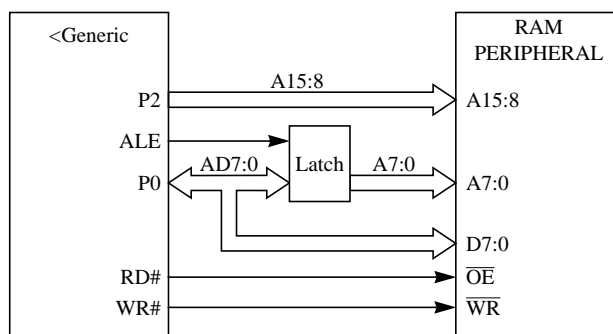 <Generic
RAM
PERIPHERAL
A15:8
P2
A15:8
ALE
AD7:0
Latch
A7:0
P0
A7:0
D7:0
RD#
OE
WR#
WR